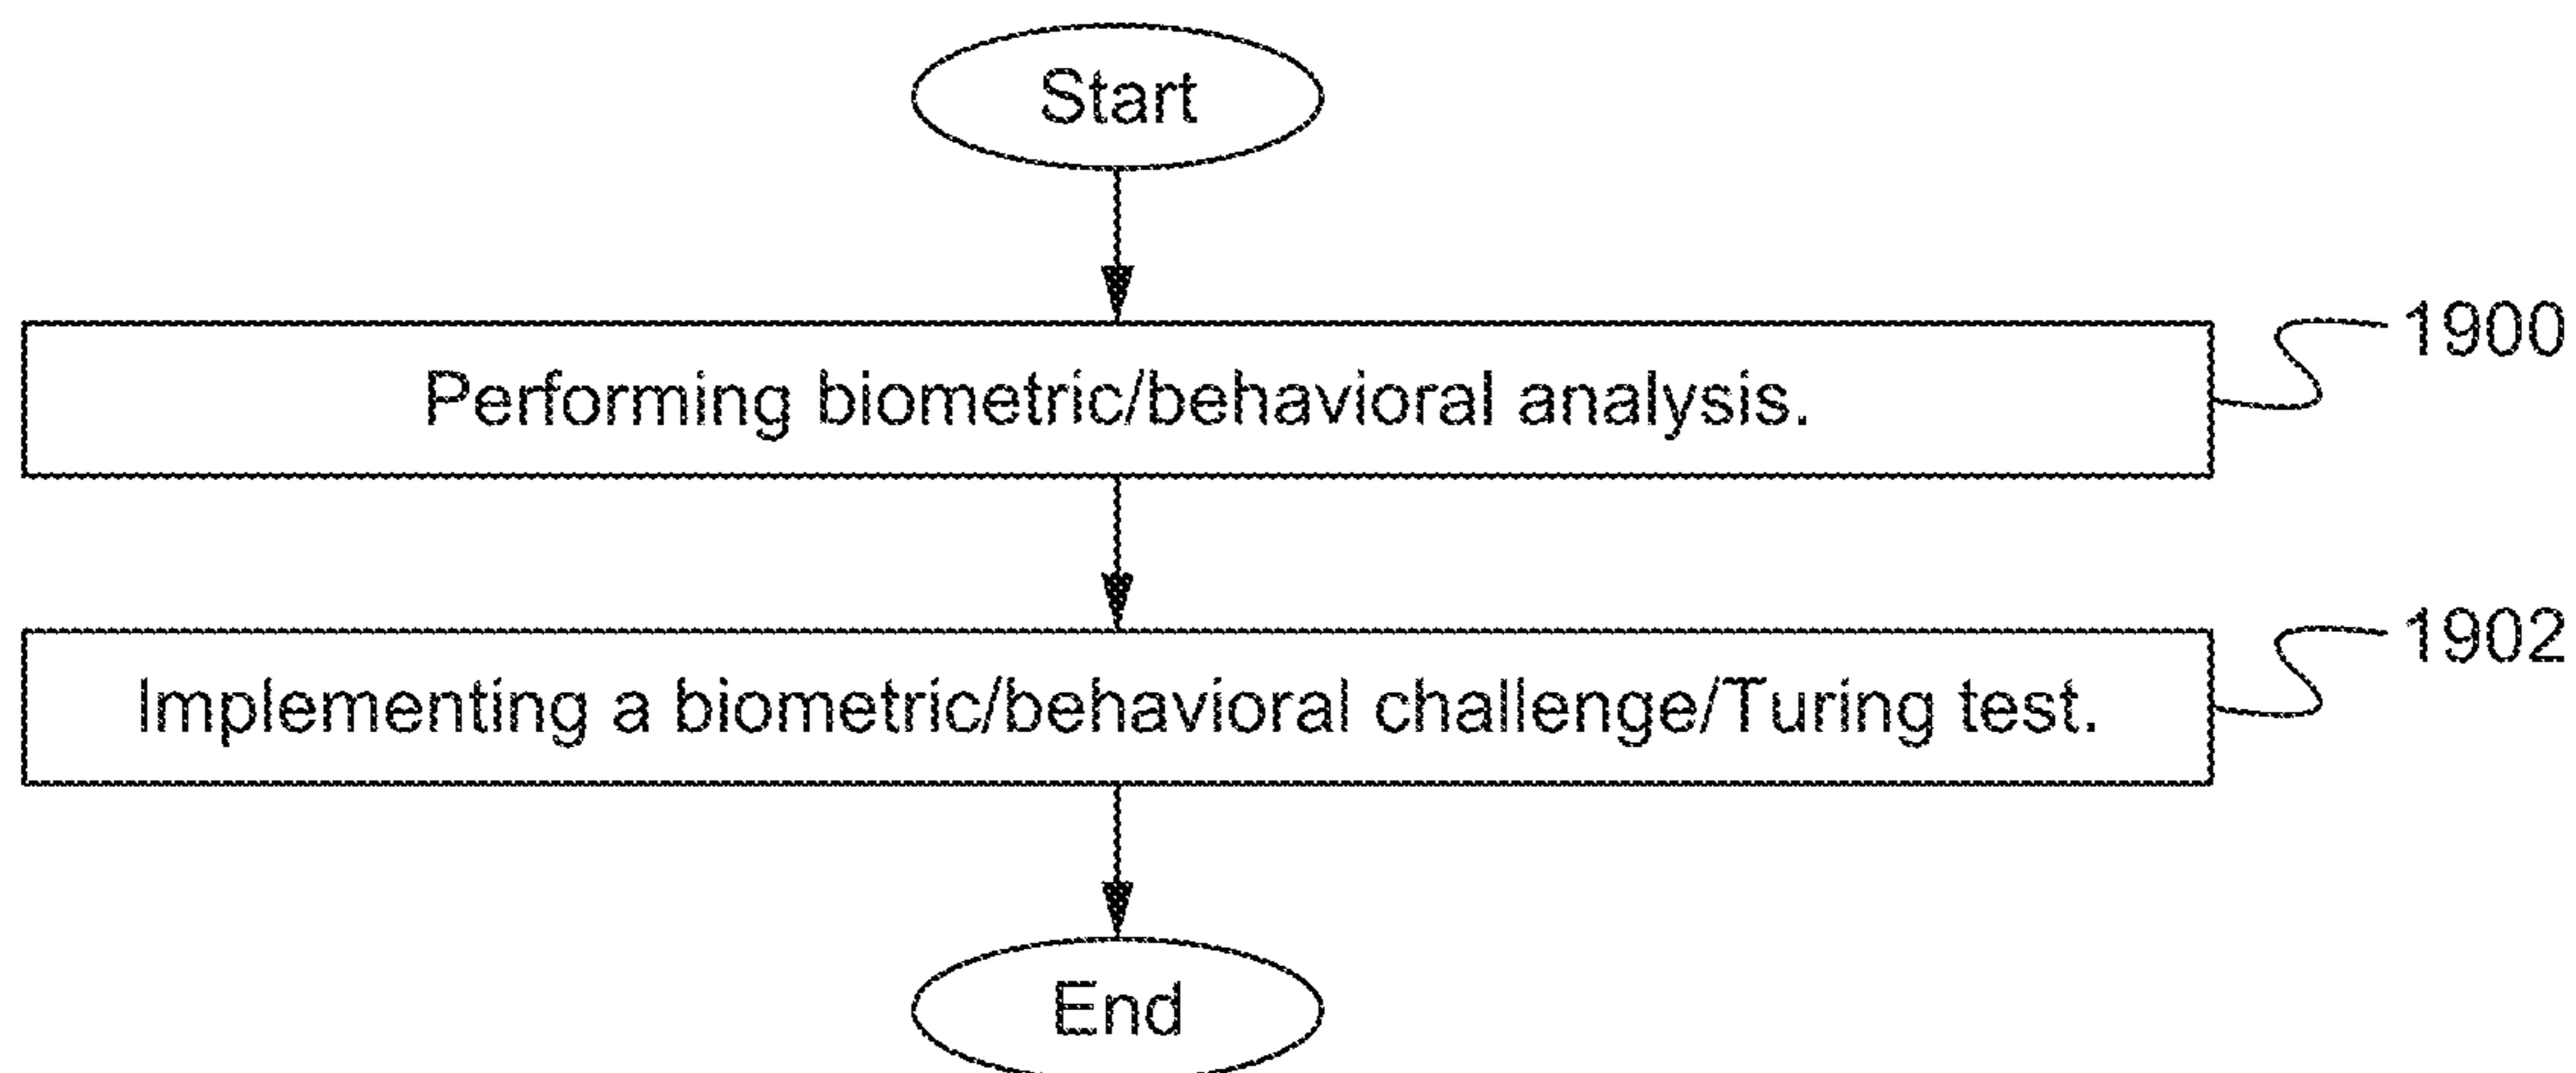 Start
Performing biometric/behavioral analysis.
1900
Implementing a biometric/behavioral challenge/Turing test.
1902
End